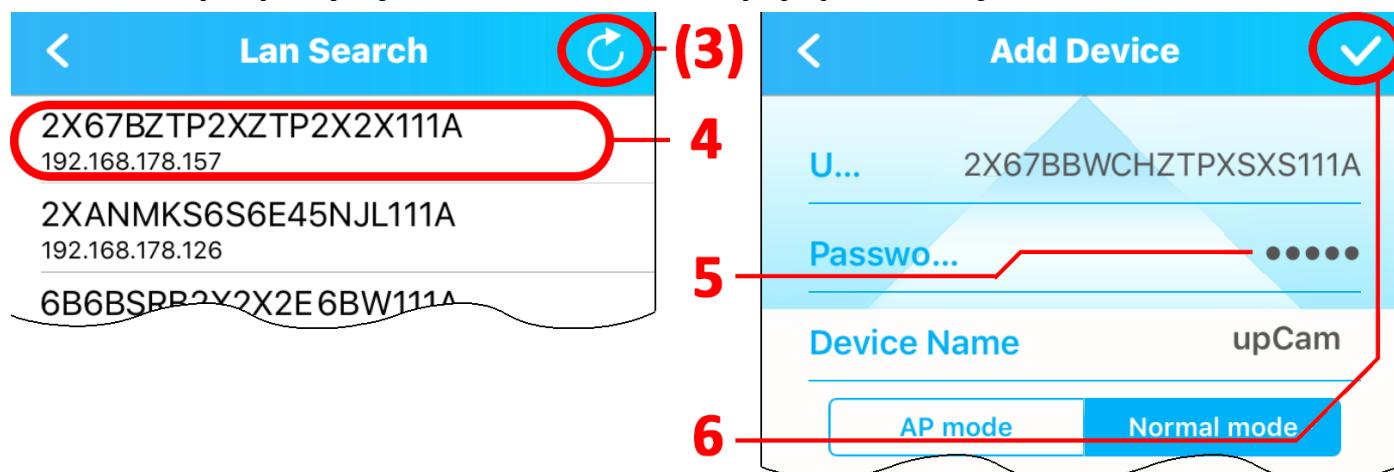 Lan Search
(3)
2X67BZTP2XZTP2X2X111A
192.168.178.157
4
2XANMKS6S6E45NJL111A
192.168.178.126
6B6BSRB2X2X2E6BW111A
Add Device
U... 2X67BBWCHZTPXSXS111A
5
Passwo... •••••
Device Name upCam
6
AP mode Normal mode